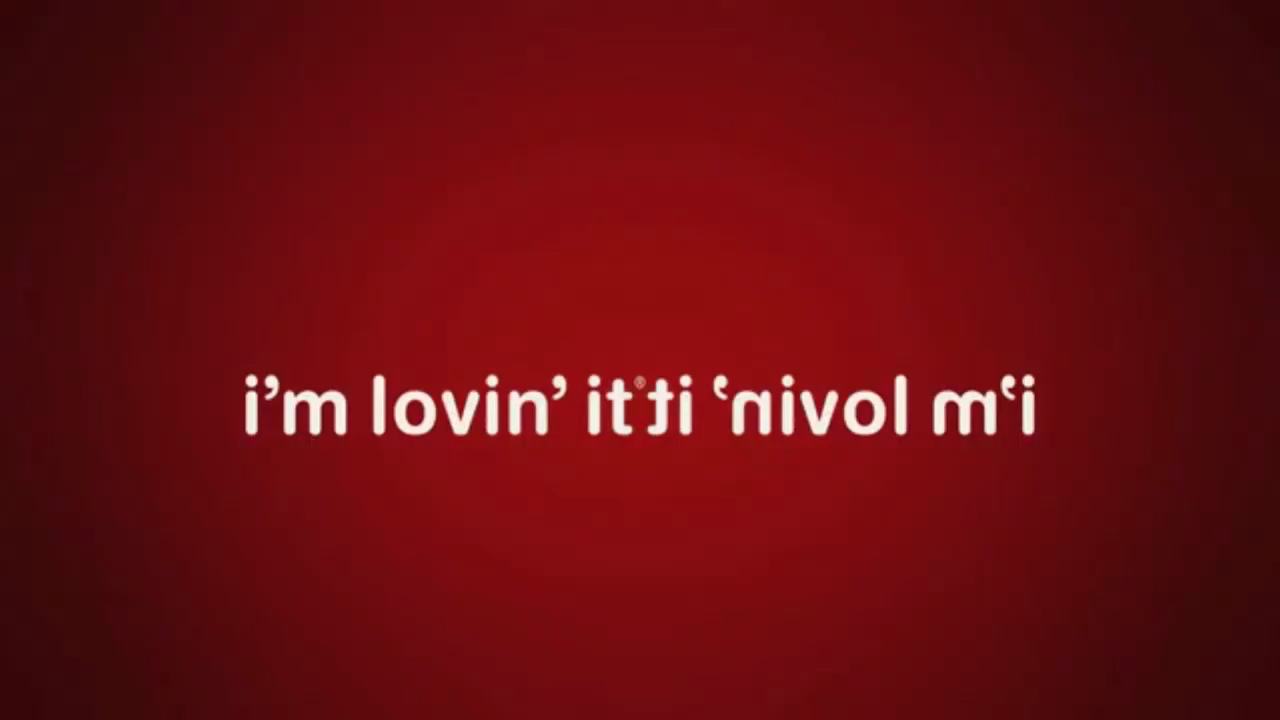 i’m lovin’ it® ti ‘nivol m‘i